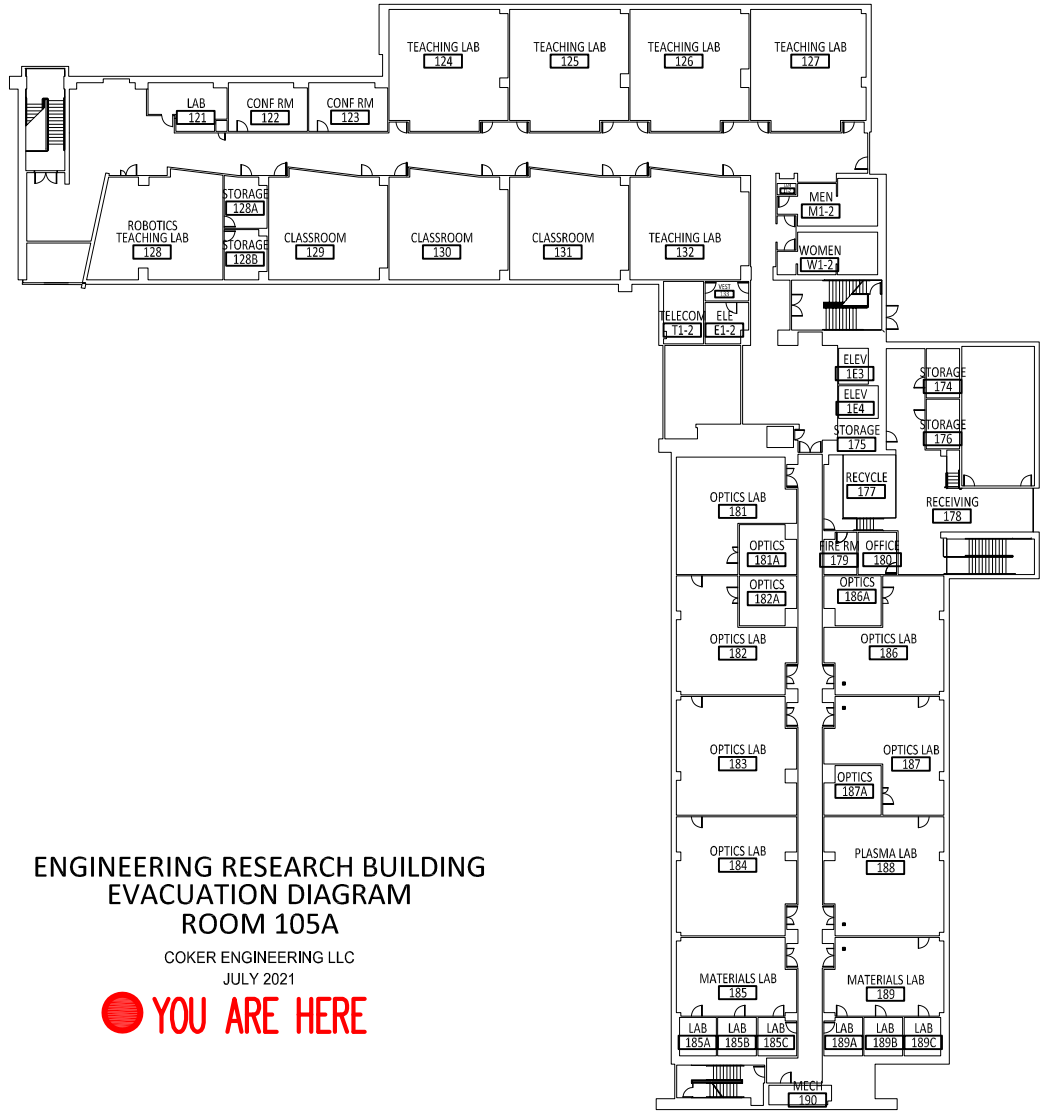 TEACHING LAB
124
TEACHING LAB
125
TEACHING LAB
126
TEACHING LAB
127
LAB
121
CONF RM
122
CONF RM
123
ROBOTICS
TEACHING LAB
128
STORAGE
128A
STORAGE
128B
CLASSROOM
129
CLASSROOM
130
CLASSROOM
131
TEACHING LAB
132
MEN
M1-2
WOMEN
W1-2
VEST
TELECOM
T1-2
ELE
E1-2
ELEV
1E3
ELEV
1E4
STORAGE
175
STORAGE
174
STORAGE
176
RECYCLE
177
RECEIVING
178
OPTICS LAB
181
OPTICS
181A
FIRE RM
179
OFFICE
180
OPTICS
182A
OPTICS
186A
OPTICS LAB
182
OPTICS LAB
186
OPTICS LAB
183
OPTICS LAB
187
OPTICS
187A
OPTICS LAB
184
PLASMA LAB
188
MATERIALS LAB
185
MATERIALS LAB
189
LAB
185A
LAB
185B
LAB
185C
LAB
189A
LAB
189B
LAB
189C
MECH
190
ENGINEERING RESEARCH BUILDING
EVACUATION DIAGRAM
ROOM 105A
COKER ENGINEERING LLC
JULY 2021
YOU ARE HERE